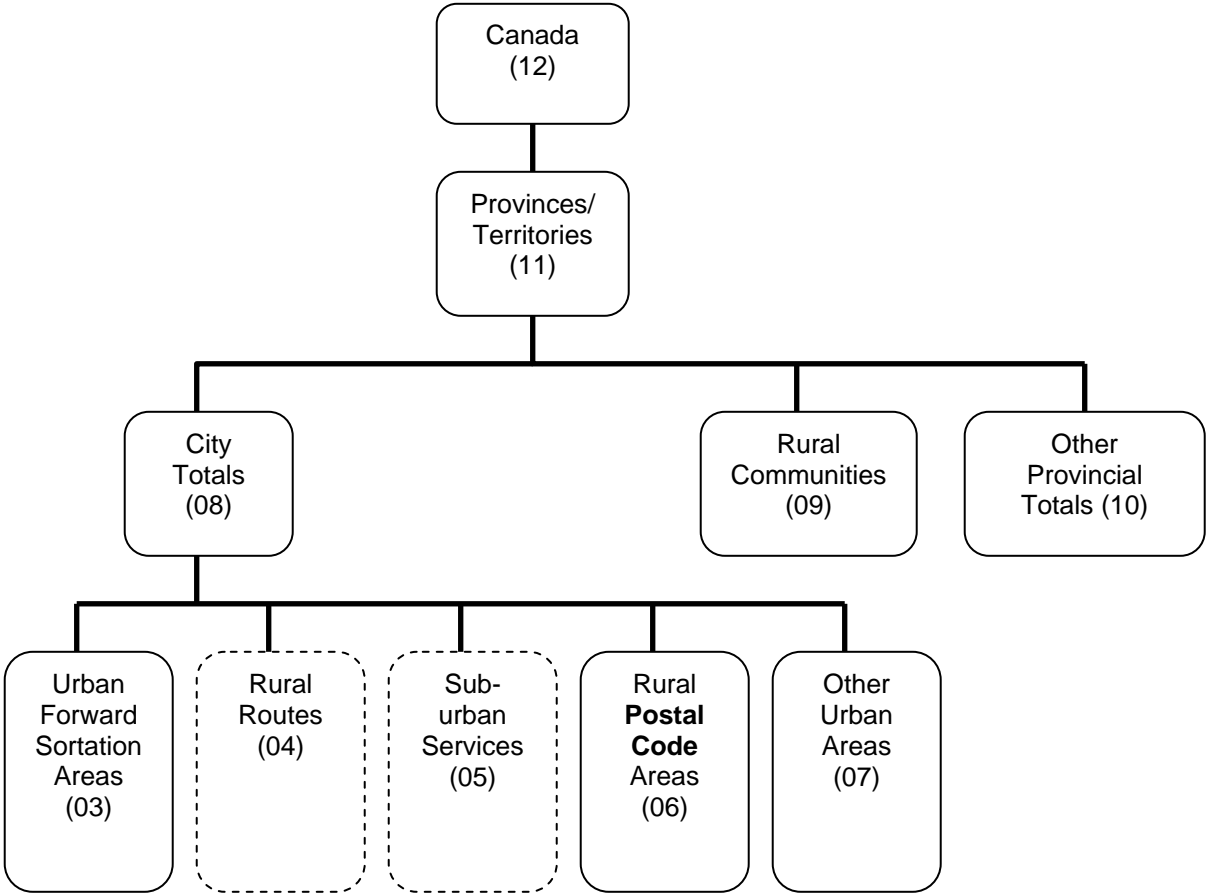 Canada
(12)
Provinces/
Territories
(11)
City
Totals
(08)
Rural
Communities
(09)
Other
Provincial
Totals (10)
Urban
Forward
Sortation
Areas
(03)
Rural
Routes
(04)
Sub-
urban
Services
(05)
Rural
Postal
Code
Areas
(06)
Other
Urban
Areas
(07)